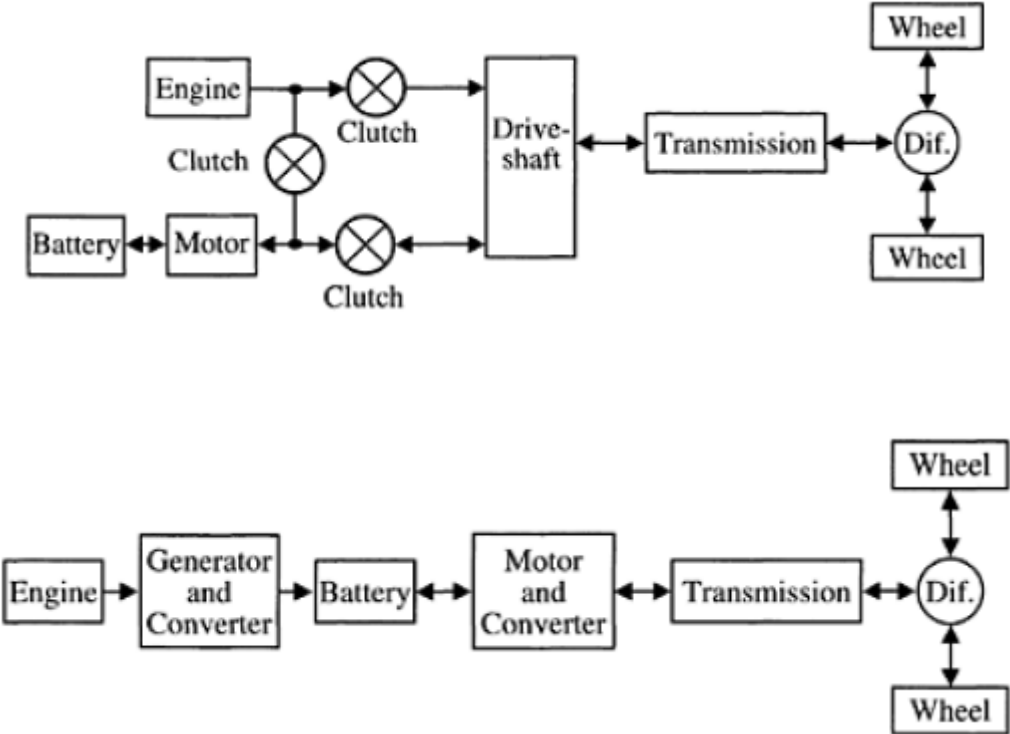 Wheel
Engine
Clutch
Drive-
shaft
Transmission
Dif.
Clutch
Battery
Motor
Wheel
Clutch
Wheel
Engine
Generator
and
Converter
Battery
Motor
and
Converter
Transmission
Dif.
Wheel